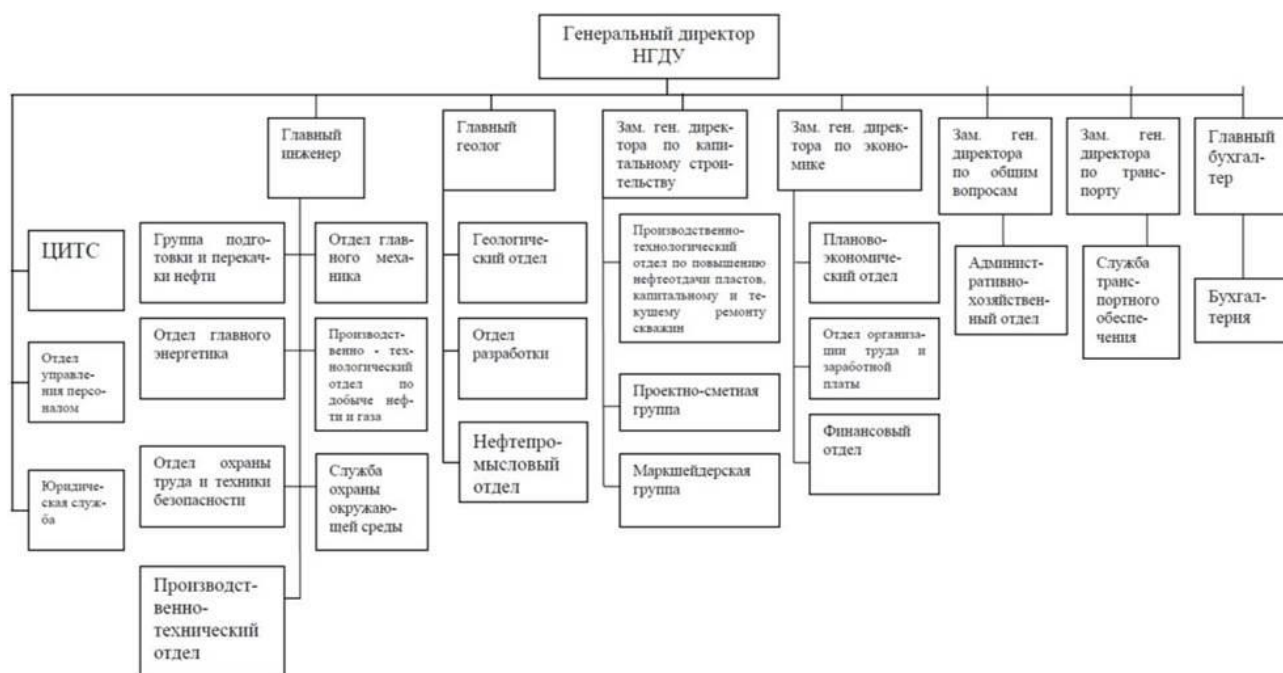 Генеральный директор
НГДУ
Главный
инженер
Главный
геолог
Зам. ген. дирек-
тора по капи-
тальному строи-
тельству
Зам. ген. дирек-
тора по эконо-
мике
Зам. ген.
директора
по общим
вопросам
Зам. ген.
директора
по транс-
порту
Главный
бухгал-
тер
ЦИТС
Отдел
управле-
ния персо-
налом
Юридиче-
ская служ-
ба
Группа подго-
товки и перекач-
ки нефти
Отдел глав-
ного меха-
ника
Отдел главного
энергетика
Производствен-
но - тех-
нологический
отдел по
добыче неф-
ти и газа
Отдел охраны
труда и техники
безопасности
Служба
охраны
окружаю-
щей среды
Производст-
венно-
технический
отдел
Геологиче-
ский отдел
Отдел
разработки
Нефтепро-
мысловый
отдел
Производственно-
технологический
отдел по повышению
нефтеотдачи пластов,
капитальному и те-
кушему ремонту
скважин
Проектно-сметная
группа
Маркшейдерская
группа
Планово-
экономический
отдел
Отдел организа-
ции труда и
заработной
платы
Финансовый
отдел
Админист-
ративно-
хозяйствен-
ный отдел
Служба
транс-
портного
обеспе-
чения
Бухгал-
терия